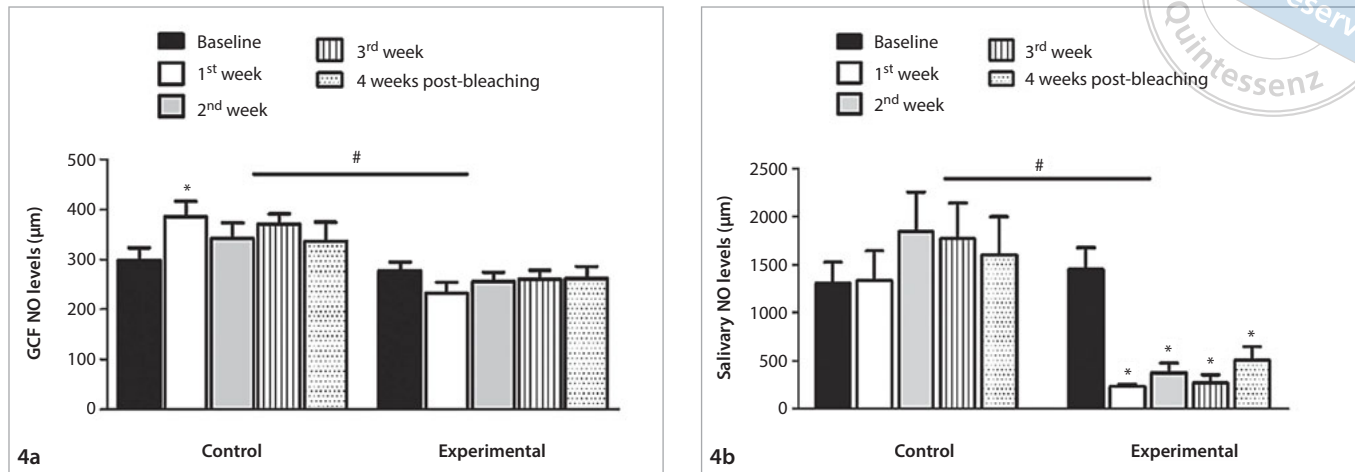 Baseline
1st week
2nd week
3rd week
4 weeks post-bleaching
#
500
400
300
200
100
0
*
GCF NO levels (µm)
Control
Experimental
4a
Baseline
1st week
2nd week
3rd week
4 weeks post-bleaching
#
2500
2000
1500
1000
500
0
* * * *
Salivary NO levels (µm)
Control
Experimental
4b
Quintessenz